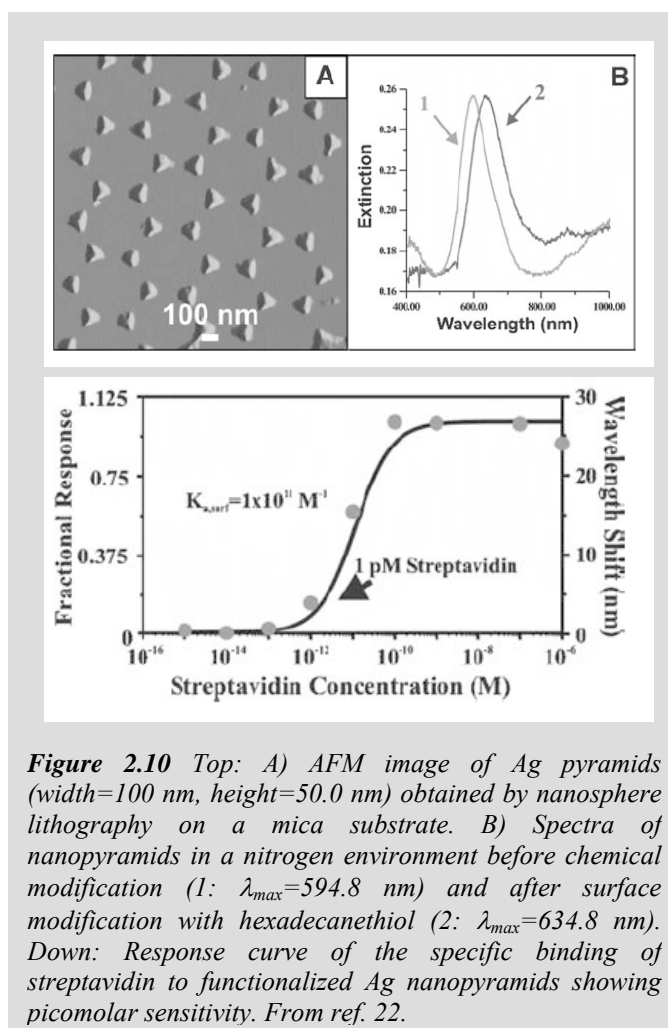 A
100 nm
B
1
2
0.26
0.24
0.22
0.20
0.18
0.16
Extinction
400.00 600.00 800.00 1000.00
Wavelength (nm)
1.125
0.75
0.375
0
Fractional Response
30
20
10
0
Wavelength Shift (nm)
Kₐ,surf=1x10¹¹ M⁻¹
1 pM Streptavidin
10⁻¹⁶ 10⁻¹⁴ 10⁻¹² 10⁻¹⁰ 10⁻⁸ 10⁻⁶
Streptavidin Concentration (M)
Figure 2.10 Top: A) AFM image of Ag pyramids
(width=100 nm, height=50.0 nm) obtained by nanosphere
lithography on a mica substrate. B) Spectra of
nanopyramids in a nitrogen environment before chemical
modification (1: λmax=594.8 nm) and after surface
modification with hexadecanethiol (2: λmax=634.8 nm).
Down: Response curve of the specific binding of
streptavidin to functionalized Ag nanopyramids showing
picomolar sensitivity. From ref. 22.